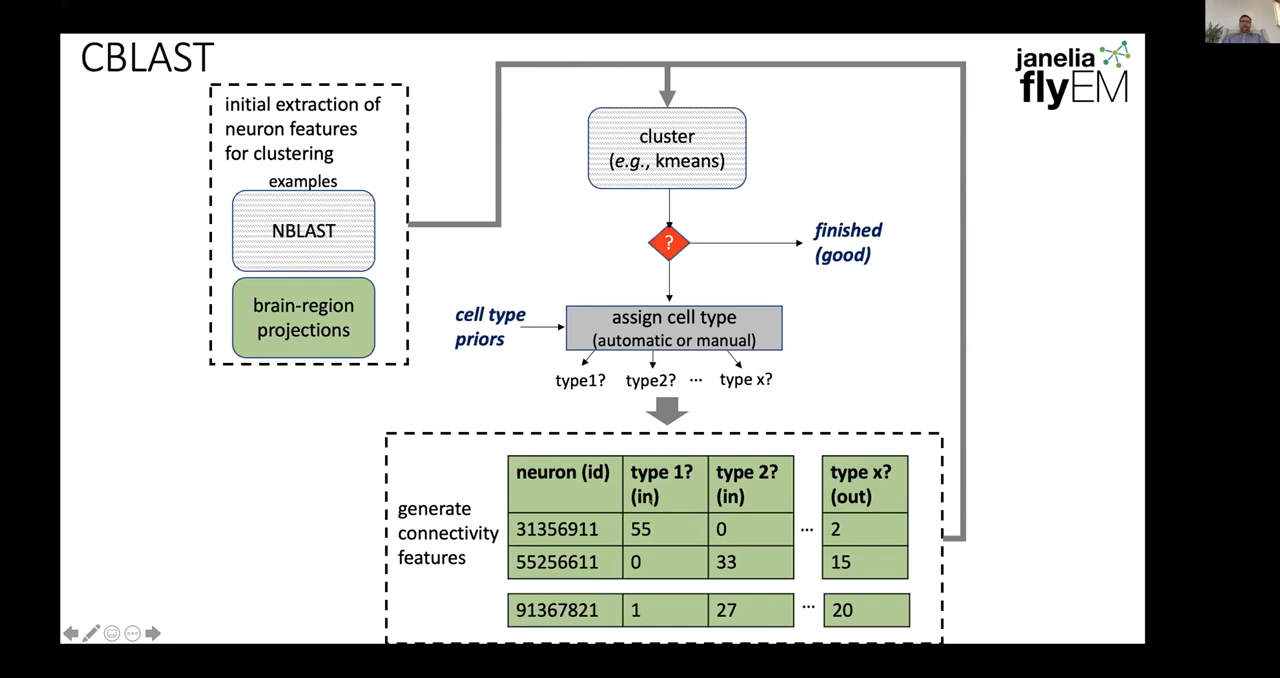 CBLAST
janelia
flyEM
initial extraction of
neuron features
for clustering
examples
NBLAST
brain-region
projections
cluster
(e.g., kmeans)
?
finished
(good)
cell type
priors
assign cell type
(automatic or manual)
type1? type2? ... type x?
generate
connectivity
features
neuron (id) type 1? (in) type 2? (in) type x? (out)
31356911 55 0 ... 2
55256611 0 33 15
91367821 1 27 ... 20